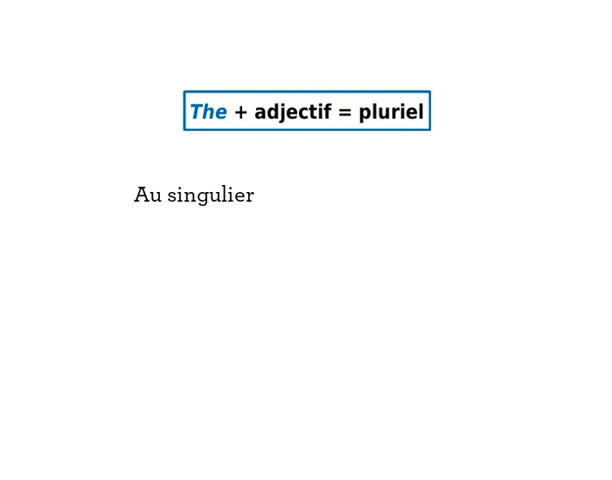 The + adjectif = pluriel
Au singulier